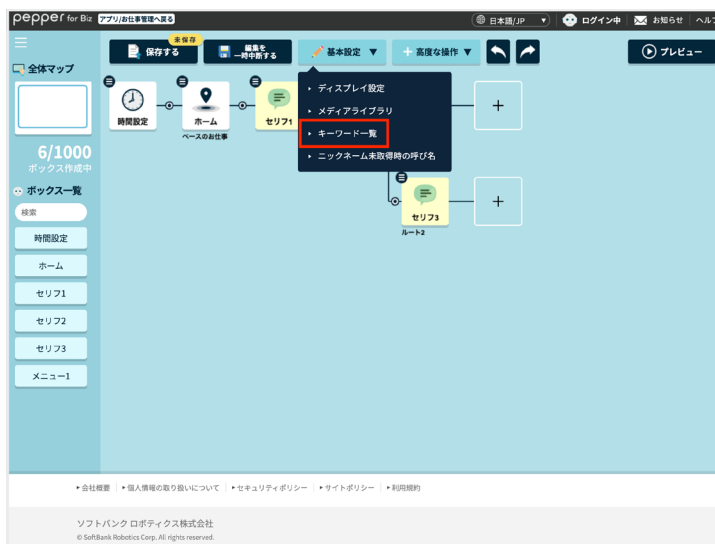 pepper for Biz アプリ/お仕事管理へ戻る 日本語/JP ▼ ログイン中 お知らせ
未保存
保存する 編集を一時中断する 基本設定 ▼ + 高度な操作 ▼ プレビュー
全体マップ
6/1000
ボックス作成中
ボックス一覧
検索
時間設定
ホーム
セリフ1
セリフ2
セリフ3
メニュー1
時間設定
ホーム
ベースのお仕事
セリフ1
ディスプレイ設定
メディアライブラリ
キーワード一覧
ニックネーム未取得時の呼び名
+
セリフ3
ルート2
+
会社概要 個人情報の取り扱いについて セキュリティポリシー サイトポリシー 利用規約
ソフトバンク ロボティクス株式会社
© SoftBank Robotics Corp. All rights reserved.